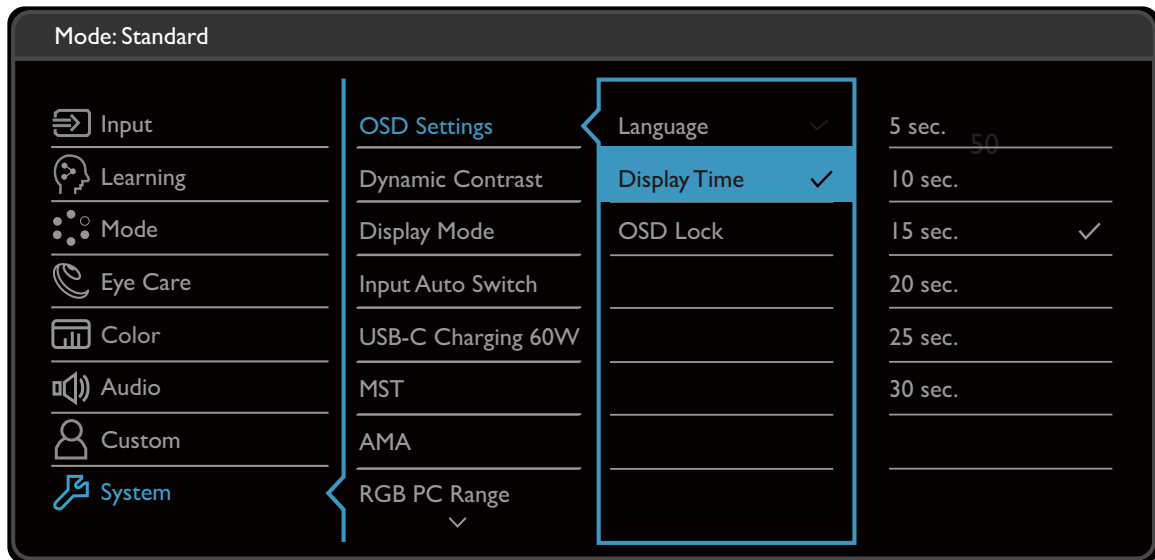 Mode: Standard
Input
Learning
Mode
Eye Care
Color
Audio
Custom
System
OSD Settings
Dynamic Contrast
Display Mode
Input Auto Switch
USB-C Charging 60W
MST
AMA
RGB PC Range
Language
Display Time
OSD Lock
5 sec.
50
10 sec.
15 sec.
20 sec.
25 sec.
30 sec.